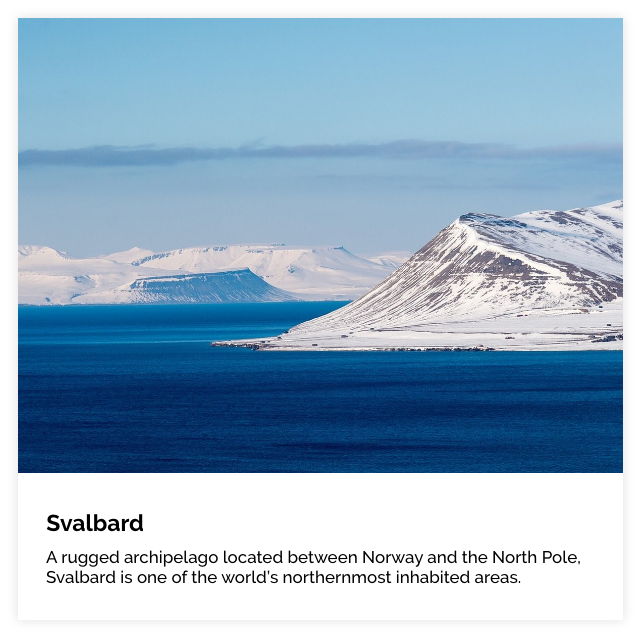 Svalbard
A rugged archipelago located between Norway and the North Pole,
Svalbard is one of the world's northernmost inhabited areas.